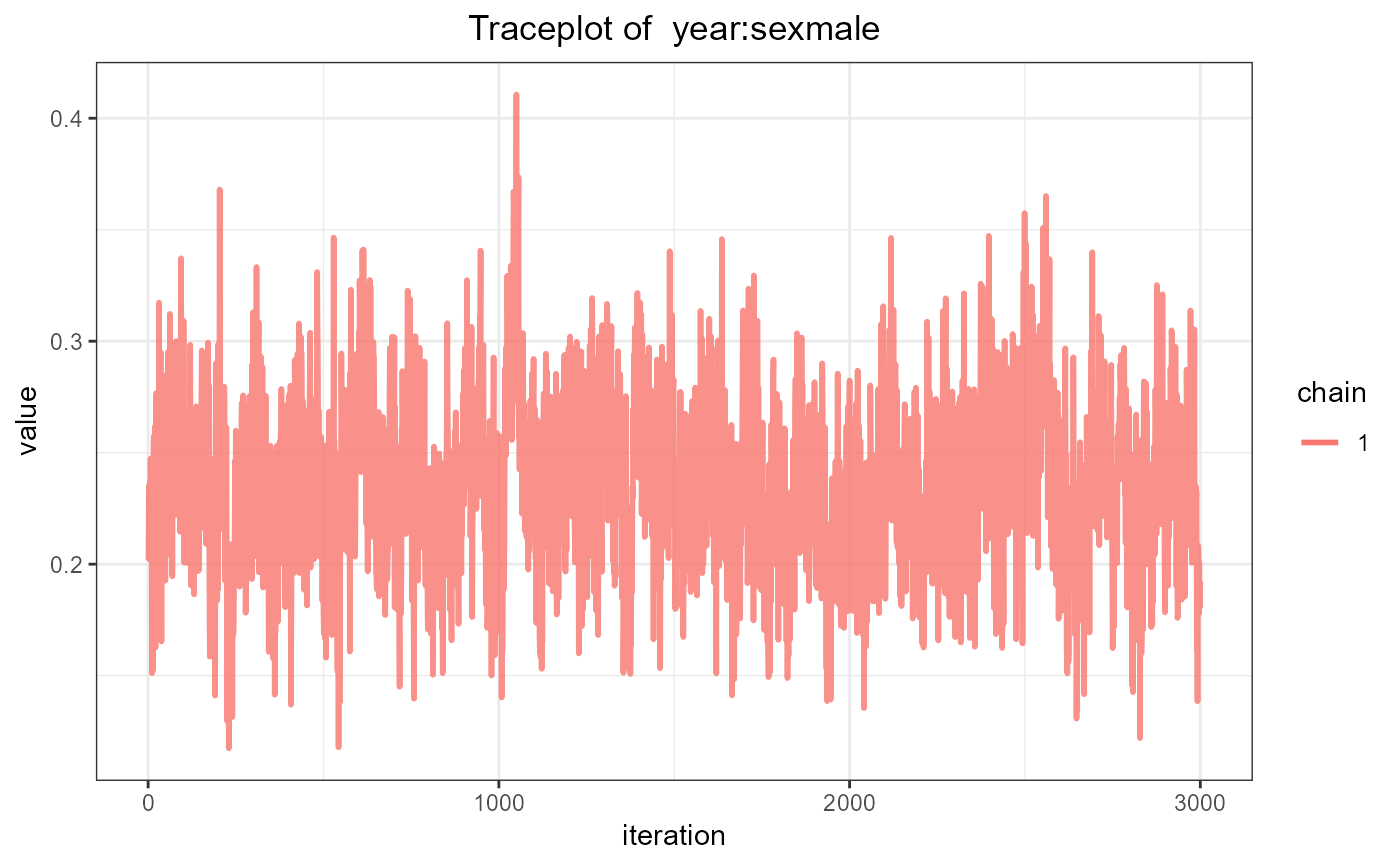 Traceplot of  year:sexmale
0.4
0.3
0.2
value
0 1000 2000 3000
iteration
chain
1